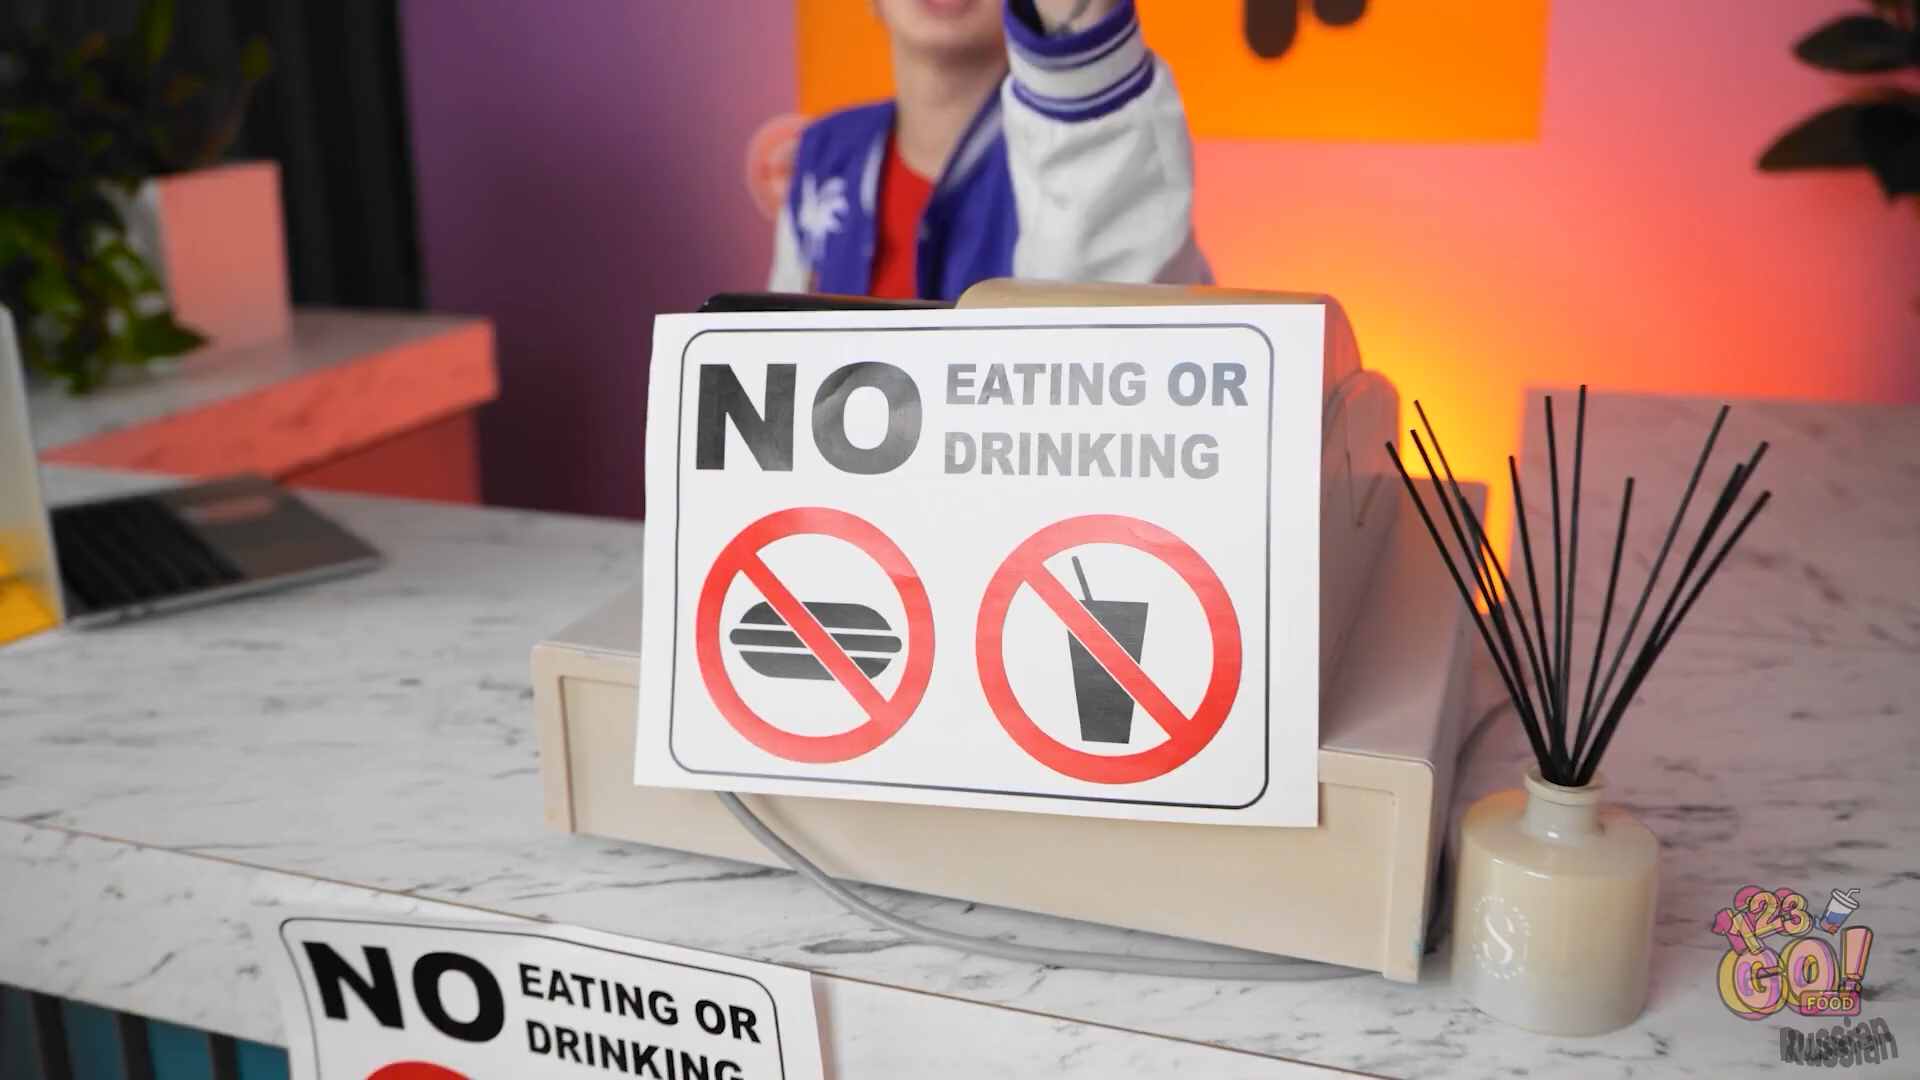 NO EATING OR
DRINKING
NO EATING OR
DRINKING
123
GO!
FOOD
Russian